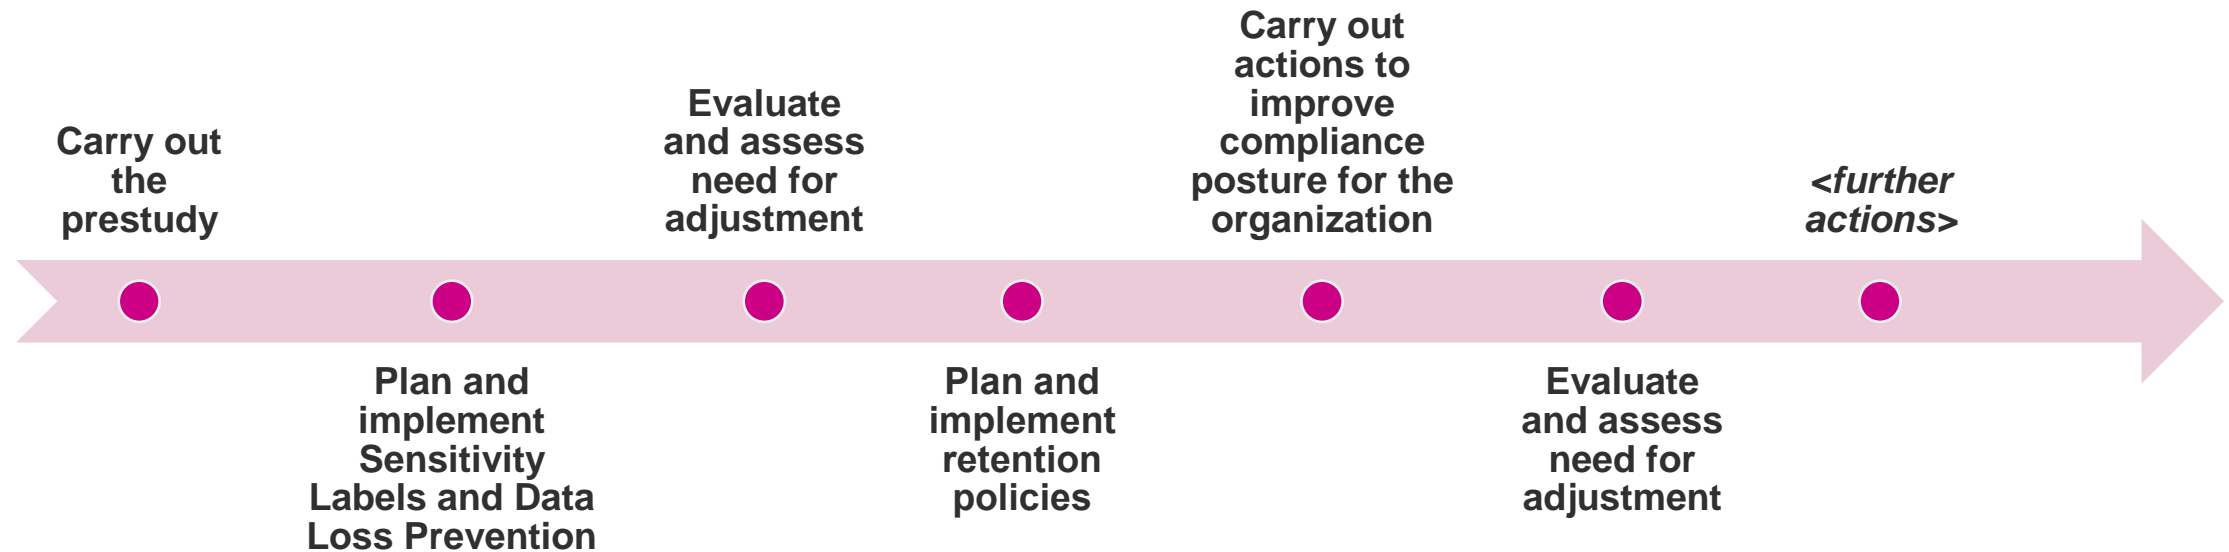 Carry out
the
prestudy
Plan and
implement
Sensitivity
Labels and Data
Loss Prevention
Evaluate
and assess
need for
adjustment
Plan and
implement
retention
policies
Carry out
actions to
improve
compliance
posture for the
organization
Evaluate
and assess
need for
adjustment
<further
actions>